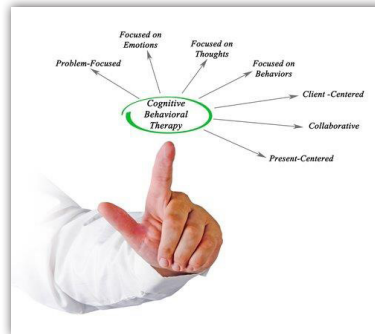 Focused on
Emotions
Focused on
Thoughts
Problem-Focused
Focused on
Behaviors
Client -Centered
Cognitive
Behavioral
Therapy
Collaborative
Present-Centered